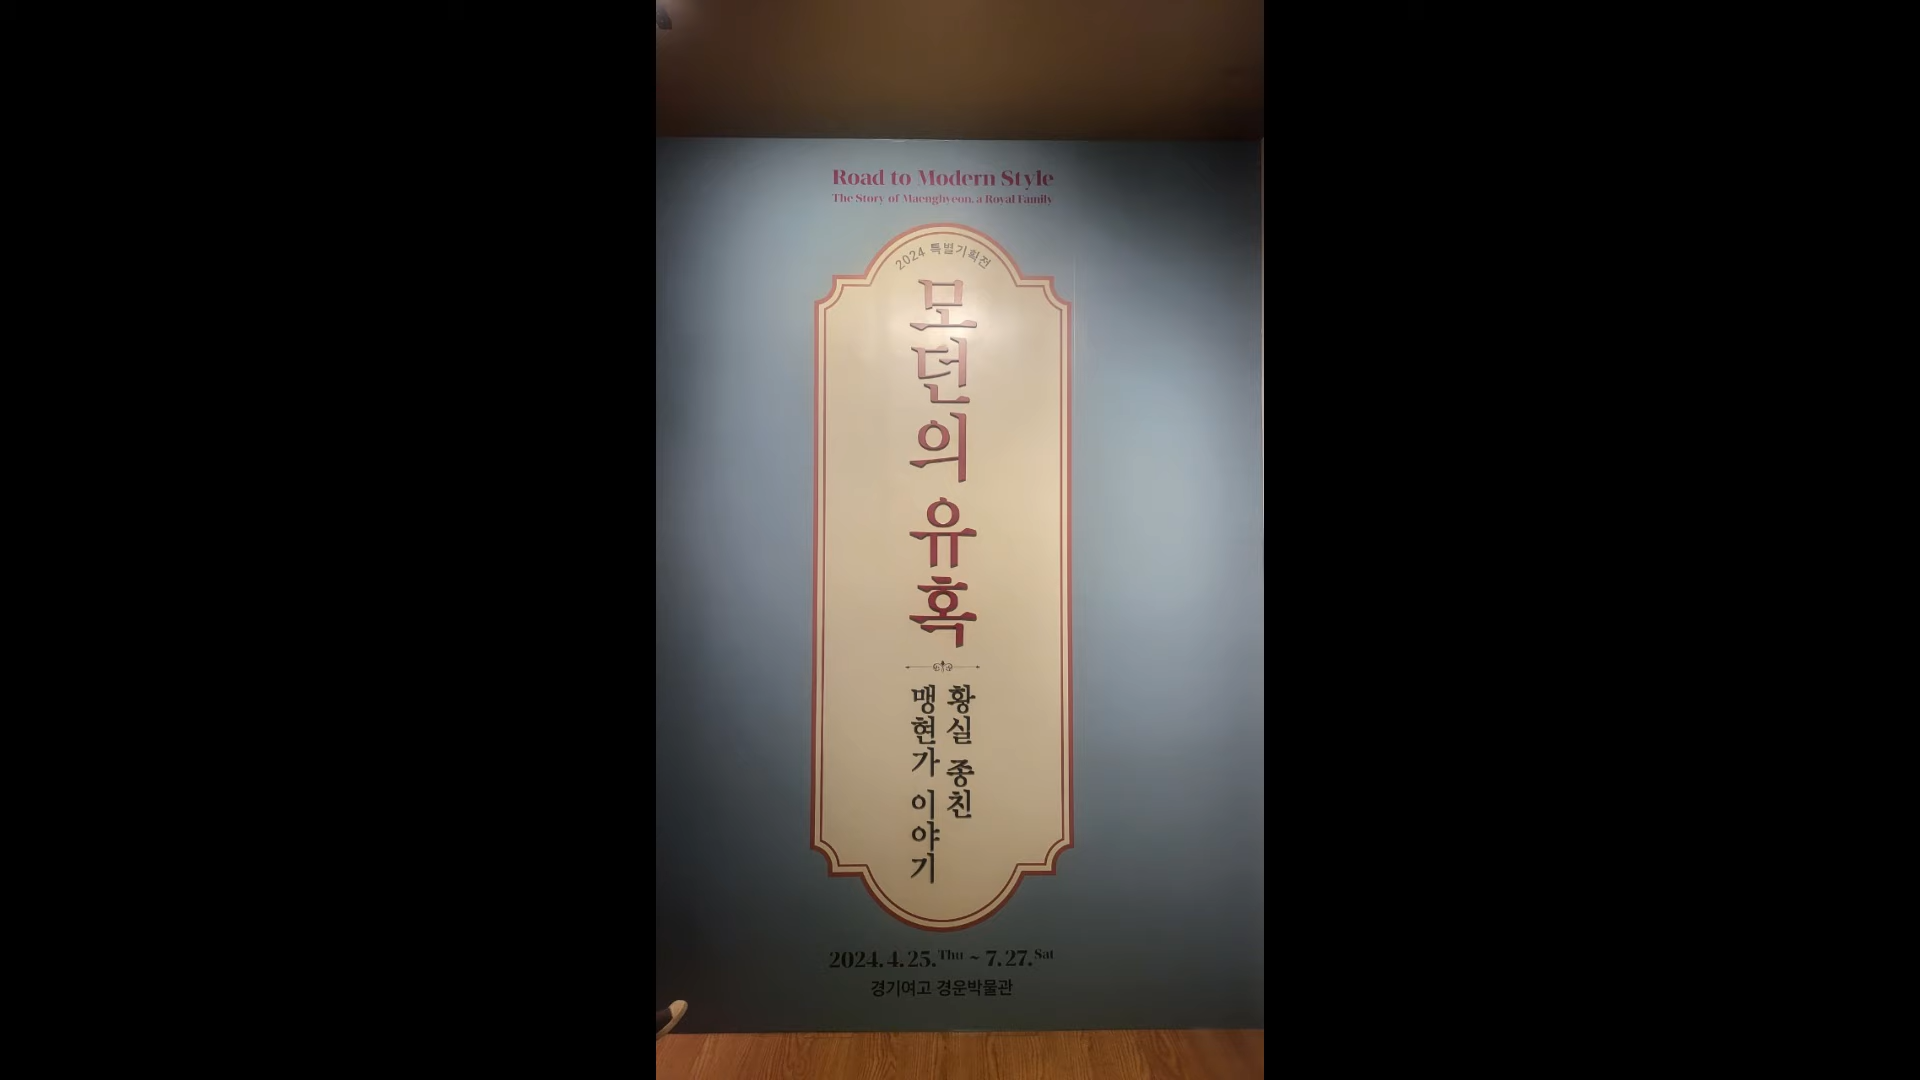 Road to Modern Style
The Story of Maenghyeon, a Royal Family
2024 특별기획전
모던의 유혹
황실 종친
맹현가 이야기
2024.4.25.Thu ~ 7.27.Sat
경기여고 경운박물관